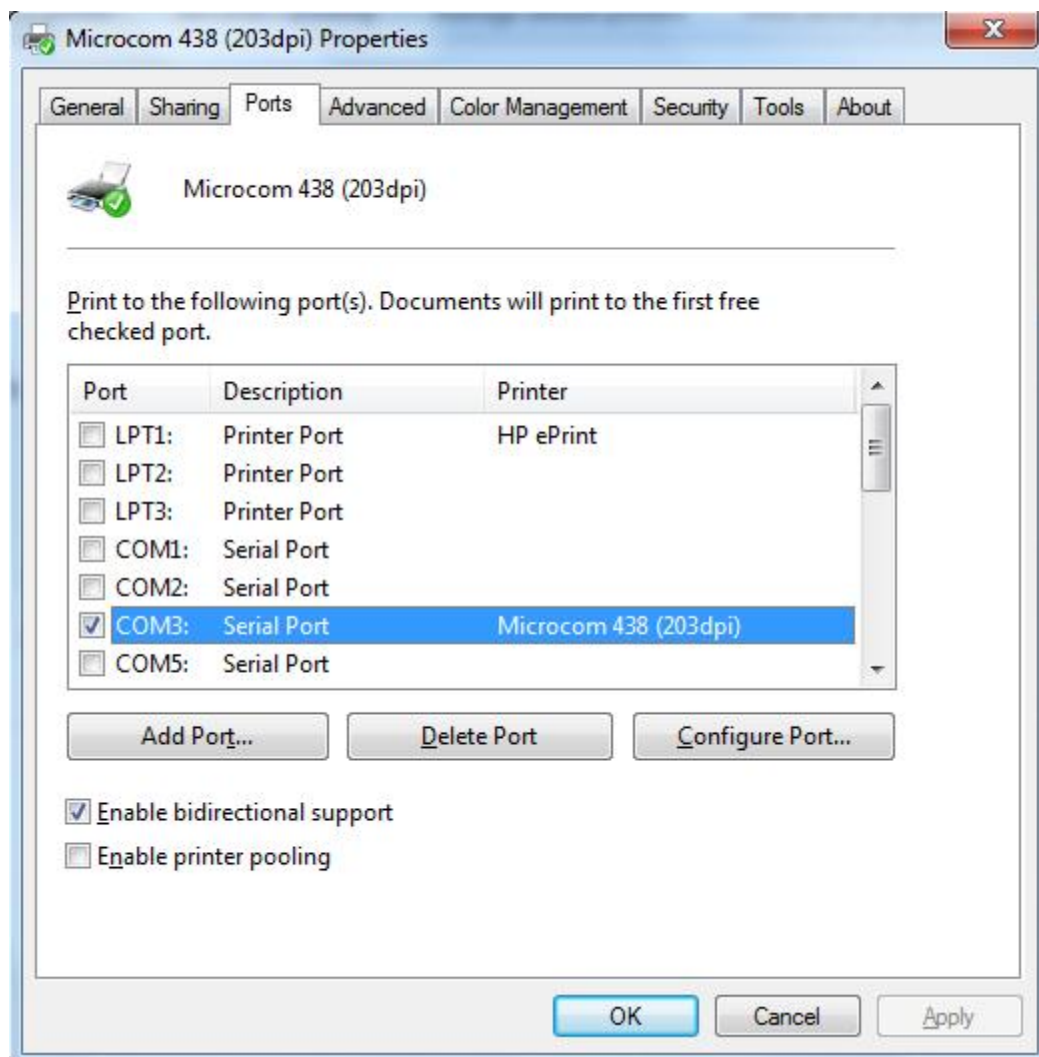 Microcom 438 (203dpi) Properties
X
General Sharing Ports Advanced Color Management Security Tools About
Microcom 438 (203dpi)
Print to the following port(s). Documents will print to the first free
checked port.
Port Description Printer
LPT1: Printer Port HP ePrint
LPT2: Printer Port
LPT3: Printer Port
COM1: Serial Port
COM2: Serial Port
COM3: Serial Port Microcom 438 (203dpi)
COM5: Serial Port
Add Port... Delete Port Configure Port...
Enable bidirectional support
Enable printer pooling
OK Cancel Apply